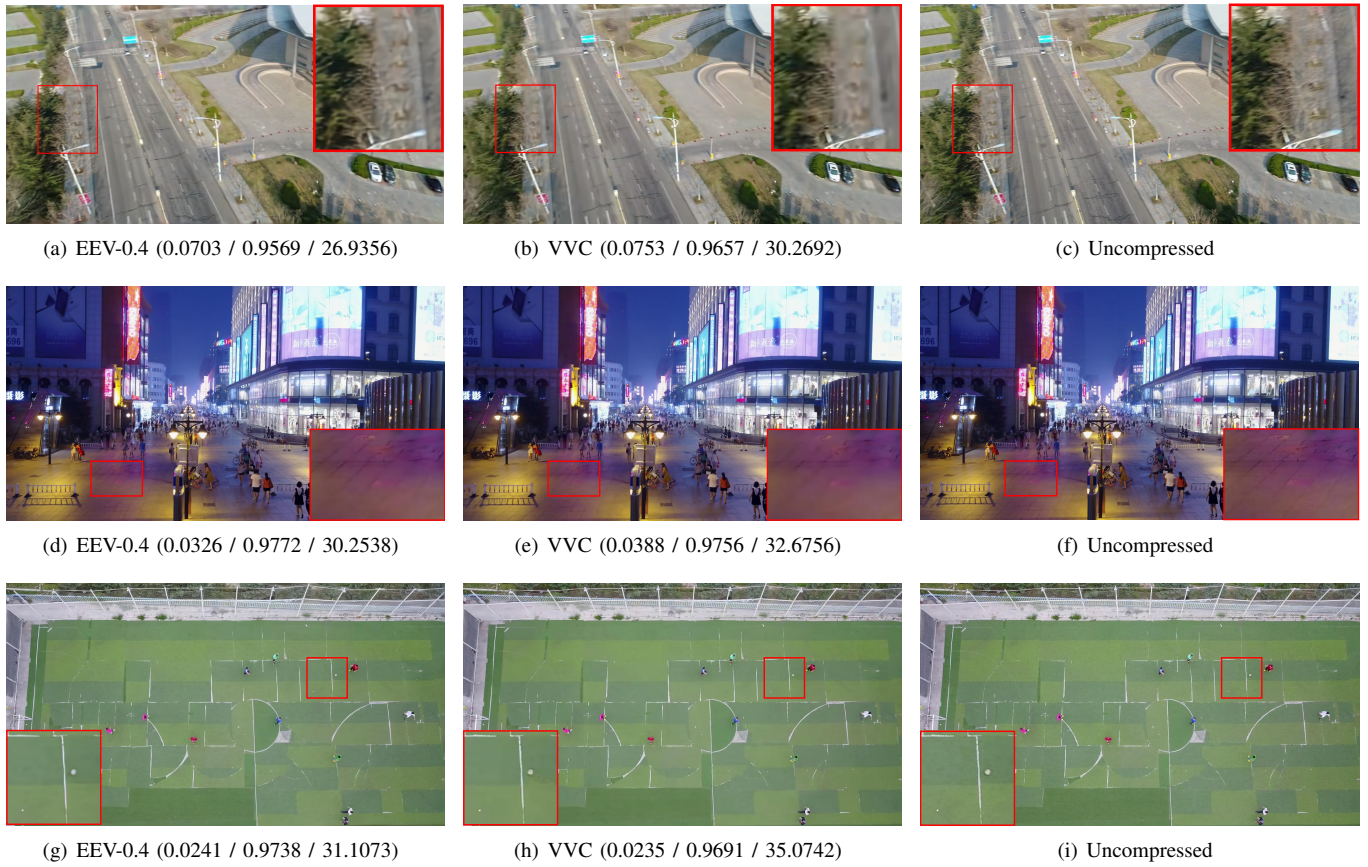 (a) EEV-0.4 (0.0703 / 0.9569 / 26.9356)
(b) VVC (0.0753 / 0.9657 / 30.2692)
(c) Uncompressed
(d) EEV-0.4 (0.0326 / 0.9772 / 30.2538)
(e) VVC (0.0388 / 0.9756 / 32.6756)
(f) Uncompressed
(g) EEV-0.4 (0.0241 / 0.9738 / 31.1073)
(h) VVC (0.0235 / 0.9691 / 35.0742)
(i) Uncompressed